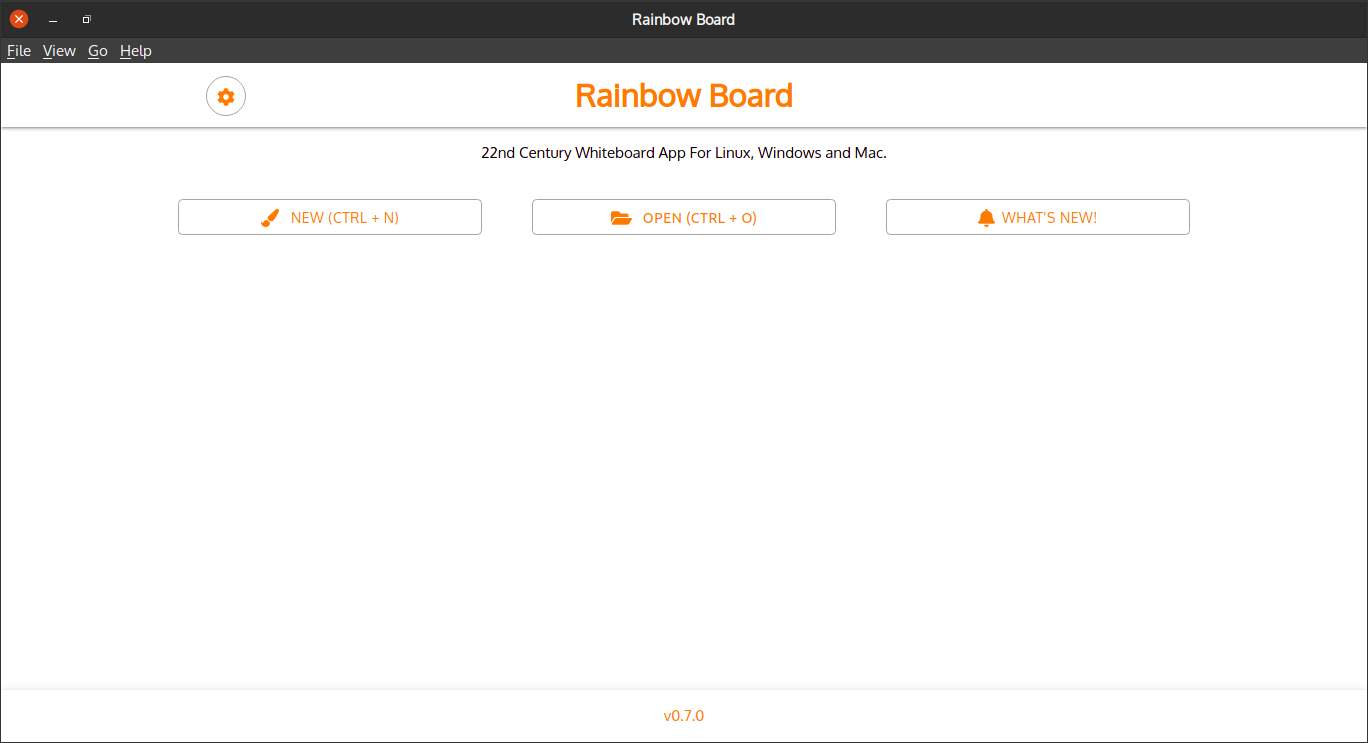 Rainbow Board
File View Go Help
Rainbow Board
22nd Century Whiteboard App For Linux, Windows and Mac.
NEW (CTRL + N) OPEN (CTRL + O) WHAT'S NEW!
v0.7.0